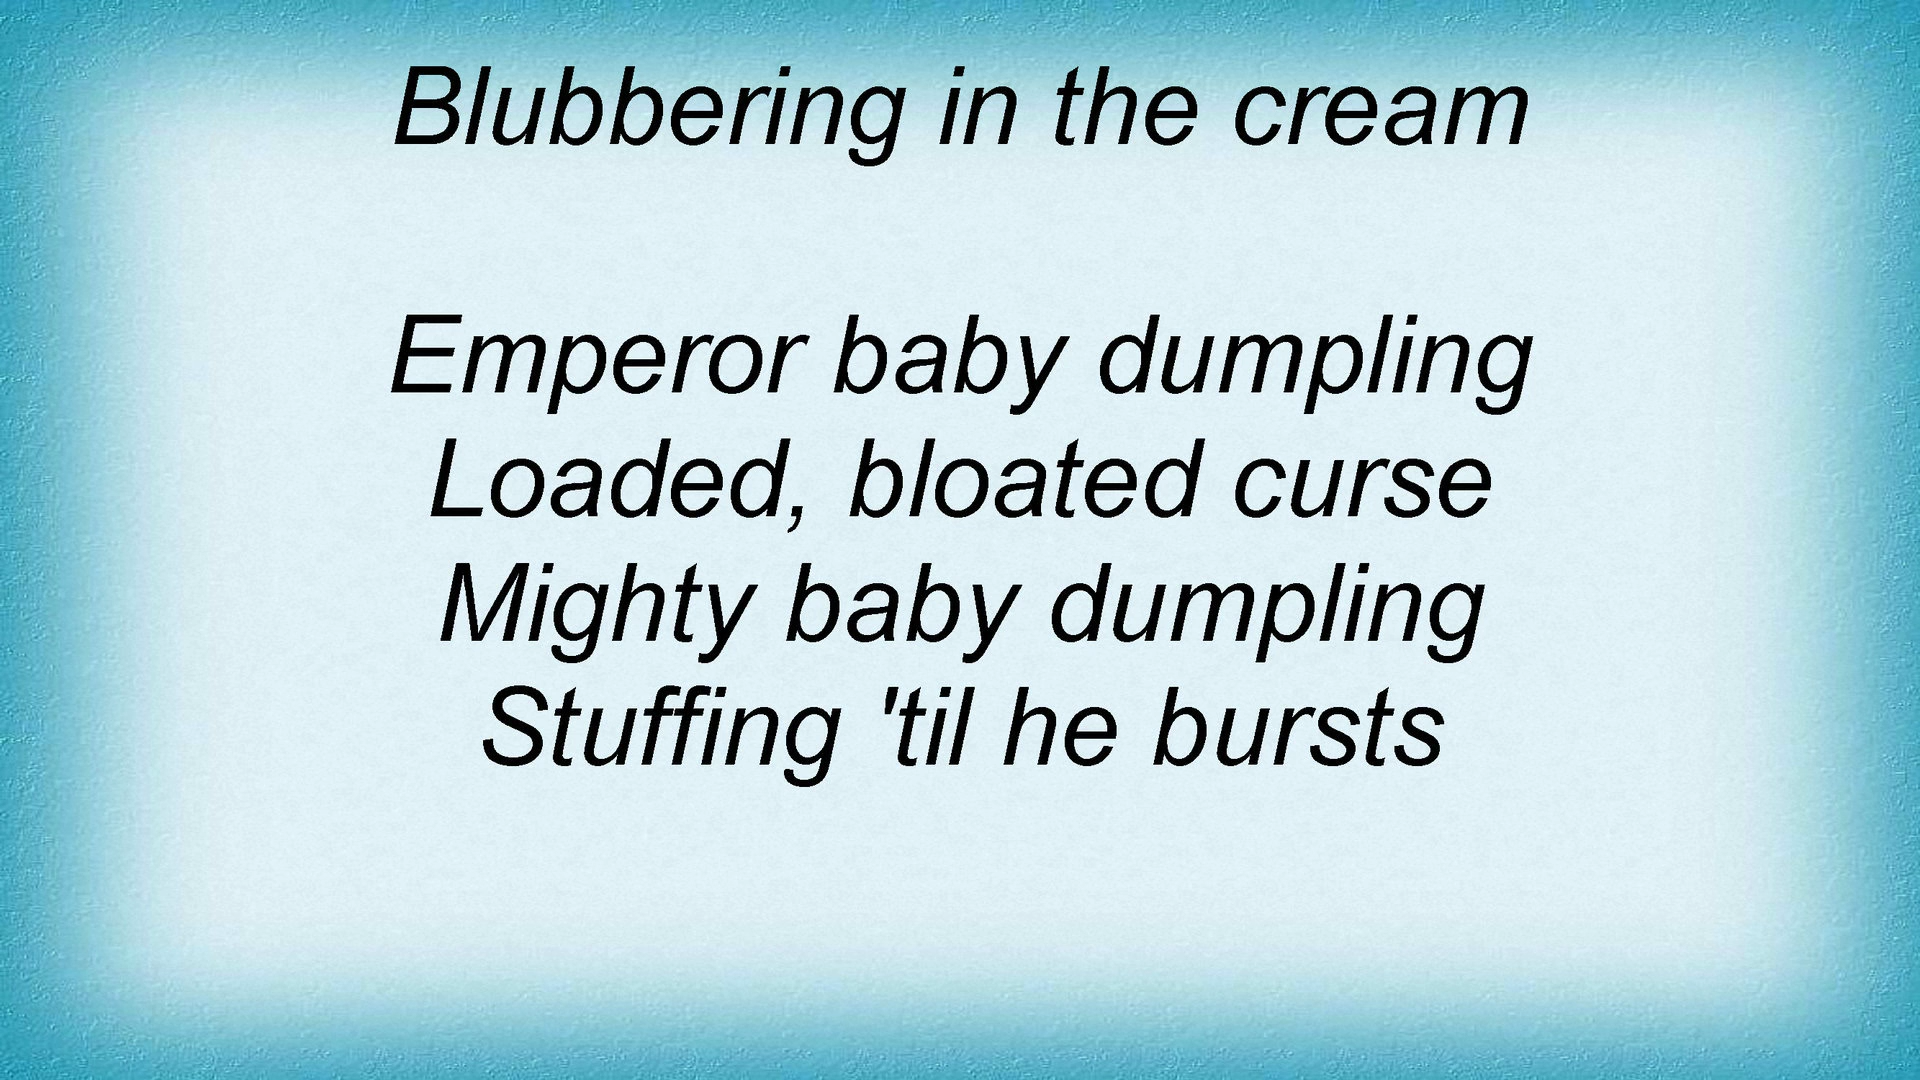 Blubbering in the cream
Emperor baby dumpling
Loaded, bloated curse
Mighty baby dumpling
Stuffing 'til he bursts